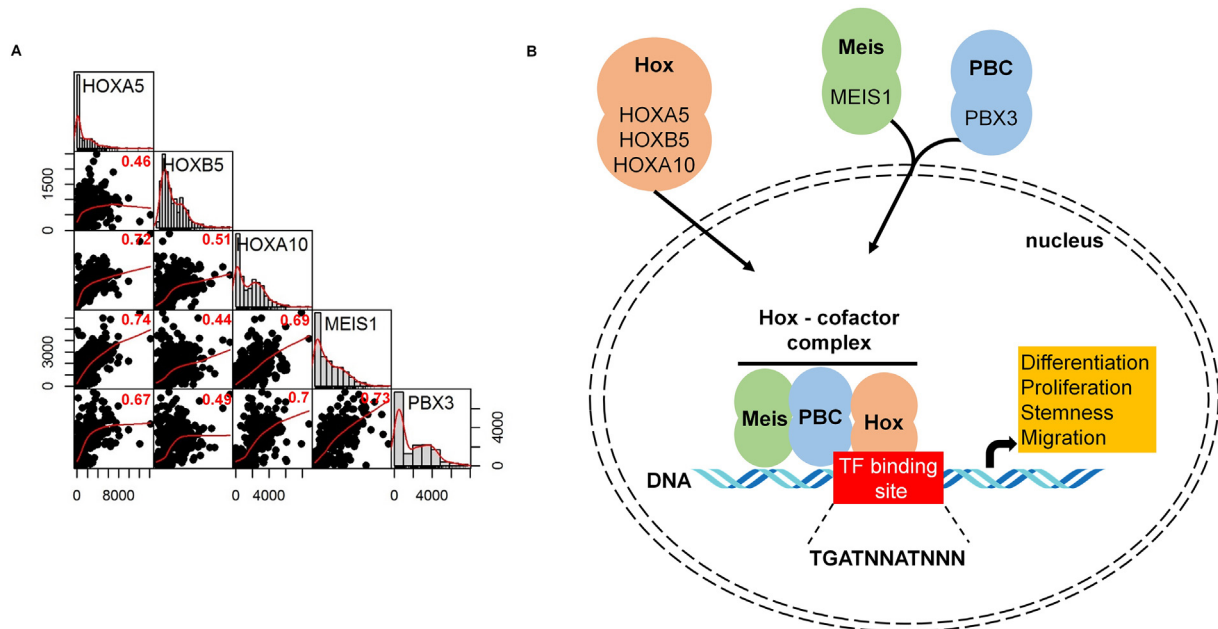 A
HOXA5
0.46
HOXB5
1500
0
0.72
0.51
HOXA10
0.74
0.44
0.69
MEIS1
3000
0
0.67
0.49
0.7
0.73
PBX3
4000
0
0 8000
0 4000
0 4000
B
Hox
HOXA5
HOXB5
HOXA10
Meis
MEIS1
PBC
PBX3
nucleus
Hox - cofactor
complex
Meis
PBC
Hox
Differentiation
Proliferation
Stemness
Migration
DNA
TF binding
site
TGATNNATNNN